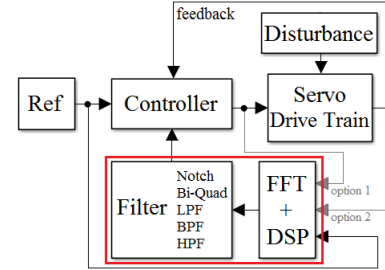 feedback
Disturbance
Ref
Controller
Servo
Drive Train
Filter
Notch
Bi-Quad
LPF
BPF
HPF
FFT
+
DSP
option 1
option 2